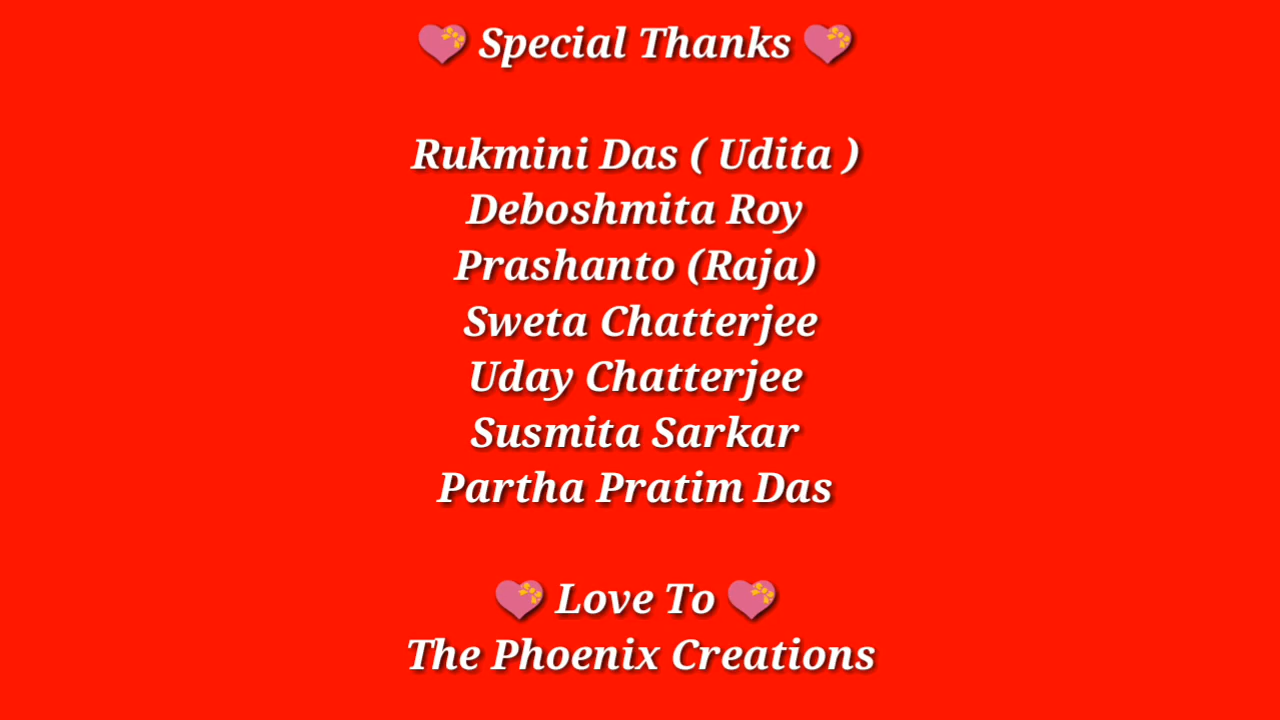 💝 Special Thanks 💝
Rukmini Das ( Udita )
Deboshmita Roy
Prashanto (Raja)
Sweta Chatterjee
Uday Chatterjee
Susmita Sarkar
Partha Pratim Das
💝 Love To 💝
The Phoenix Creations